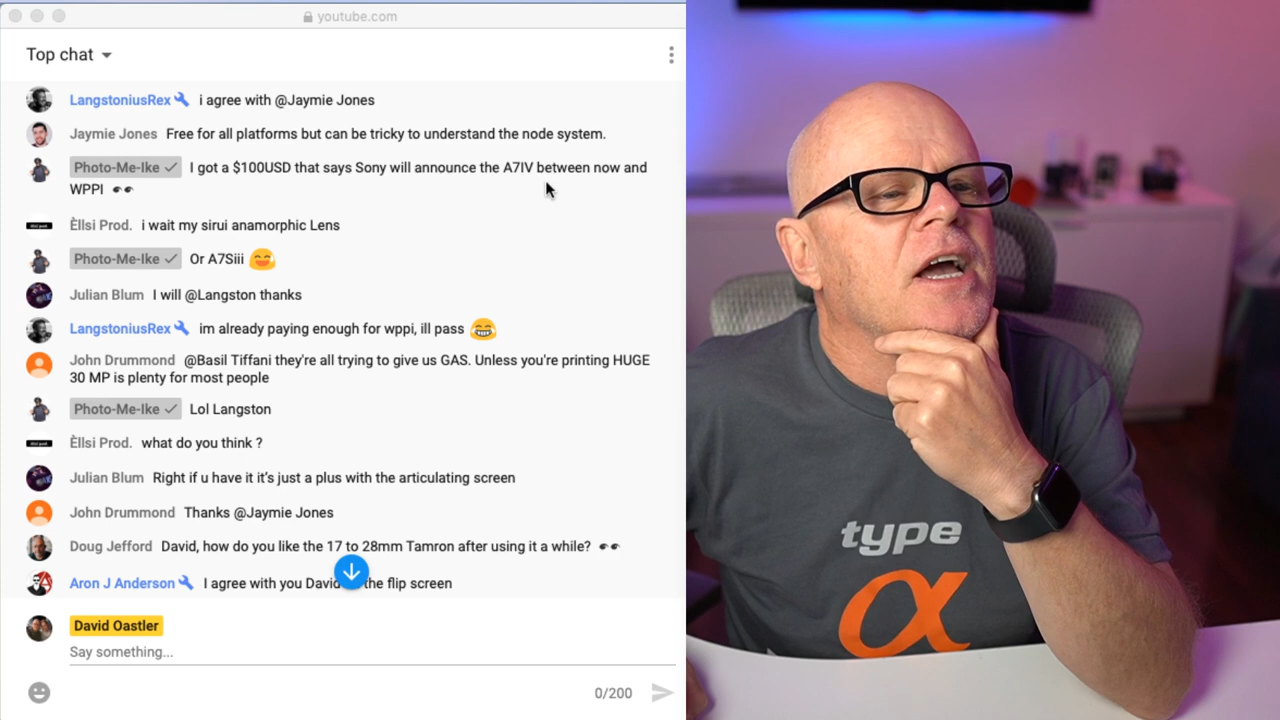 youtube.com
Top chat
LangstoniusRex i agree with @Jaymie Jones
Jaymie Jones Free for all platforms but can be tricky to understand the node system.
Photo-Me-Ike ✓ I got a $100USD that says Sony will announce the A7IV between now and
WPPI 👀
Èllsi Prod. i wait my sirui anamorphic Lens
Photo-Me-Ike ✓ Or A7Siii 😅
Julian Blum I will @Langston thanks
LangstoniusRex im already paying enough for wppi, ill pass 😂
John Drummond @Basil Tiffani they're all trying to give us GAS. Unless you're printing HUGE
30 MP is plenty for most people
Photo-Me-Ike ✓ Lol Langston
Èllsi Prod. what do you think ?
Julian Blum Right if u have it it's just a plus with the articulating screen
John Drummond Thanks @Jaymie Jones
Doug Jefford David, how do you like the 17 to 28mm Tamron after using it a while? 👀
Aron J Anderson I agree with you David the flip screen
David Oastler
Say something...
0/200
type
α